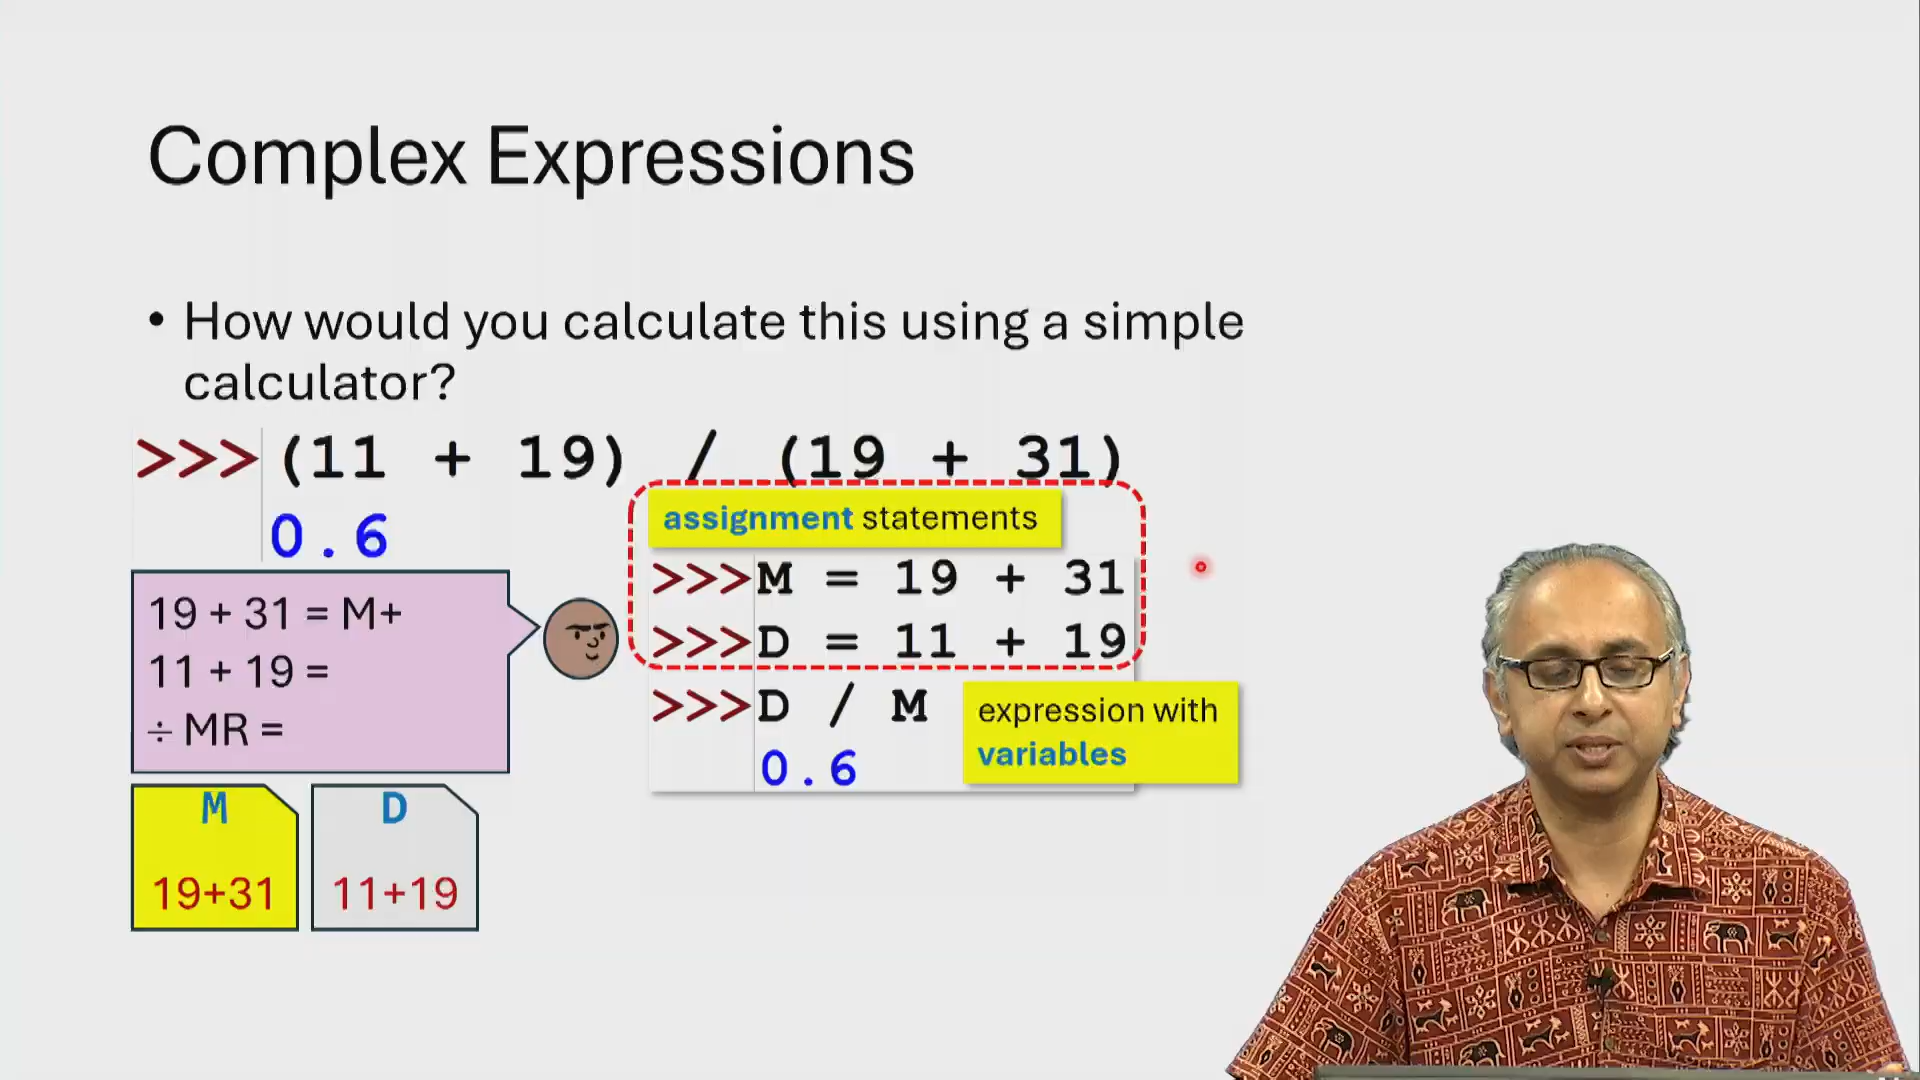 Complex Expressions
• How would you calculate this using a simple
calculator?
>>> (11 + 19) / (19 + 31)
0.6
assignment statements
>>> M = 19 + 31
>>> D = 11 + 19
>>> D / M
0.6
expression with
variables
19 + 31 = M+
11 + 19 =
÷ MR =
M
19+31
D
11+19